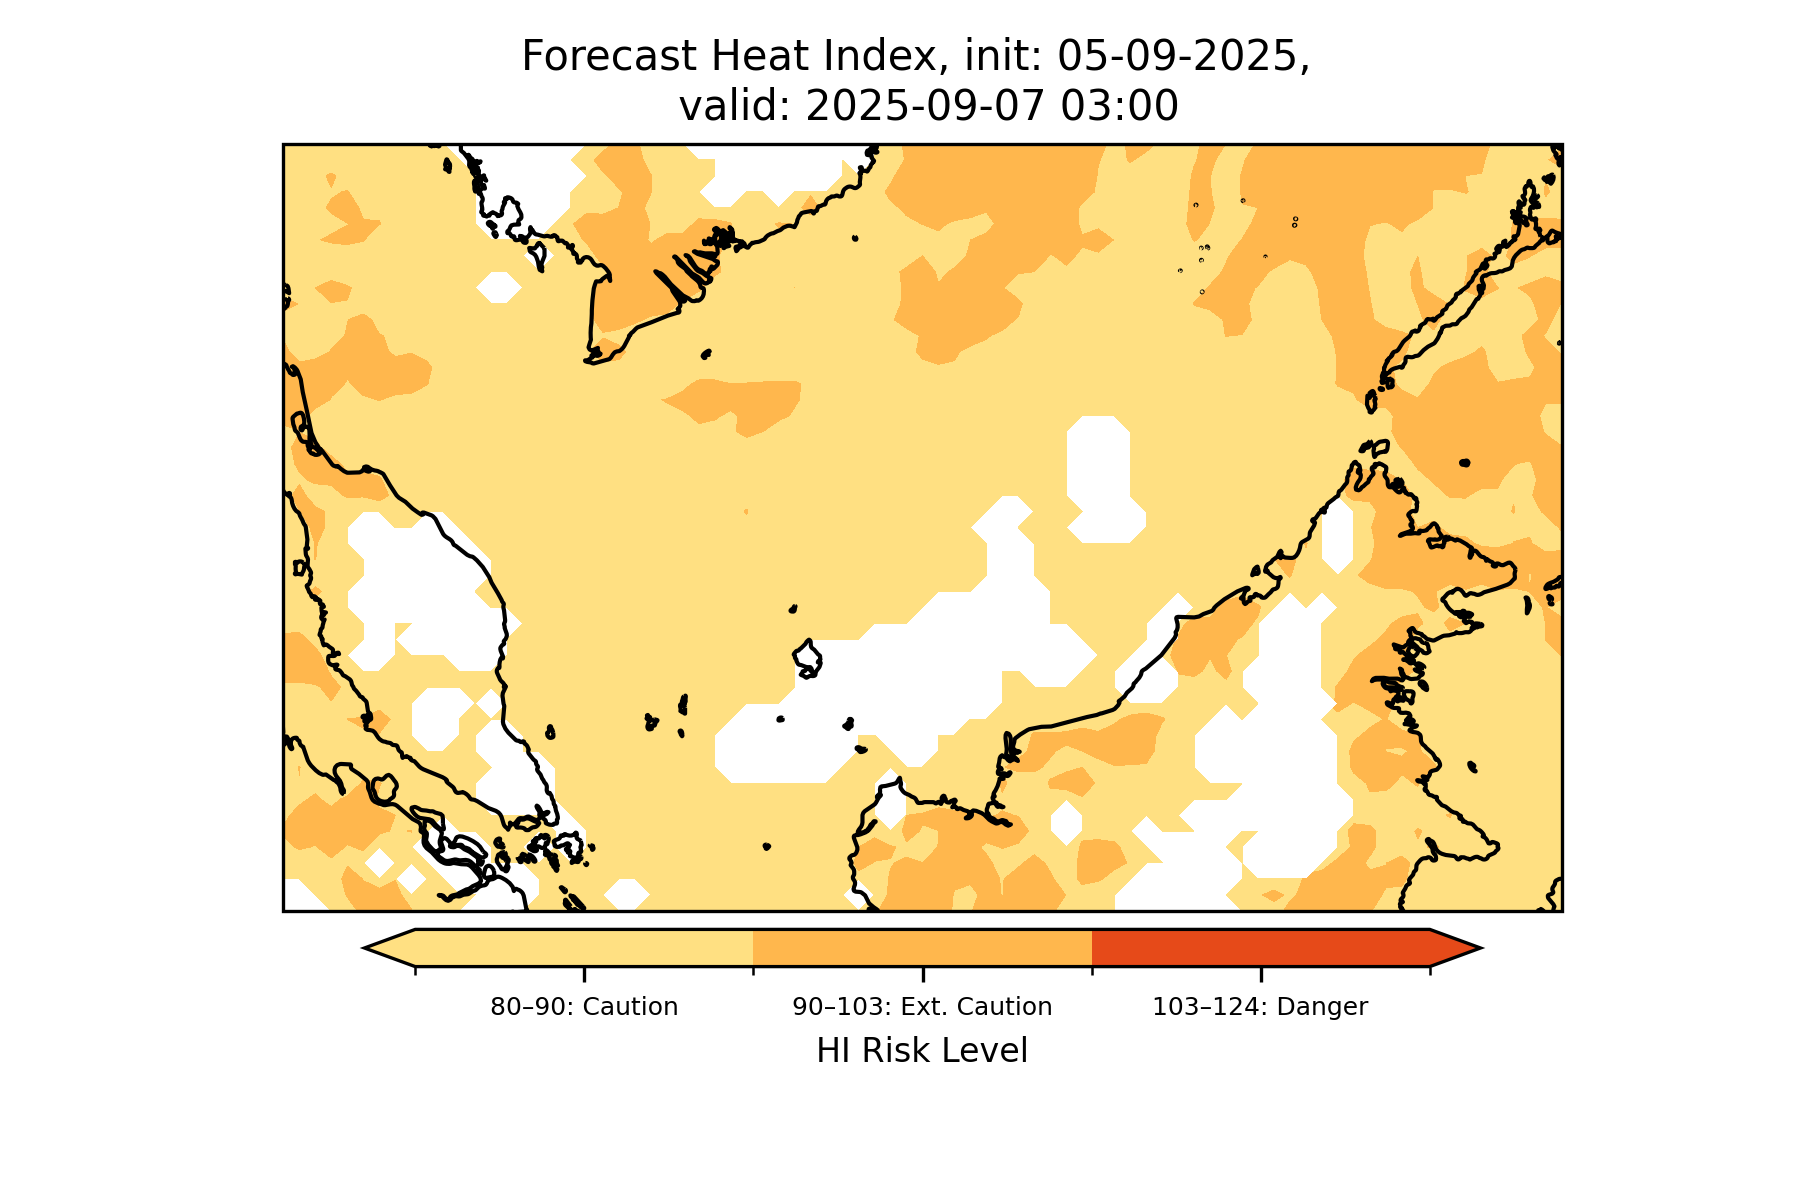 Forecast Heat Index, init: 05-09-2025,
valid: 2025-09-07 03:00
80–90: Caution
90–103: Ext. Caution
103–124: Danger
HI Risk Level